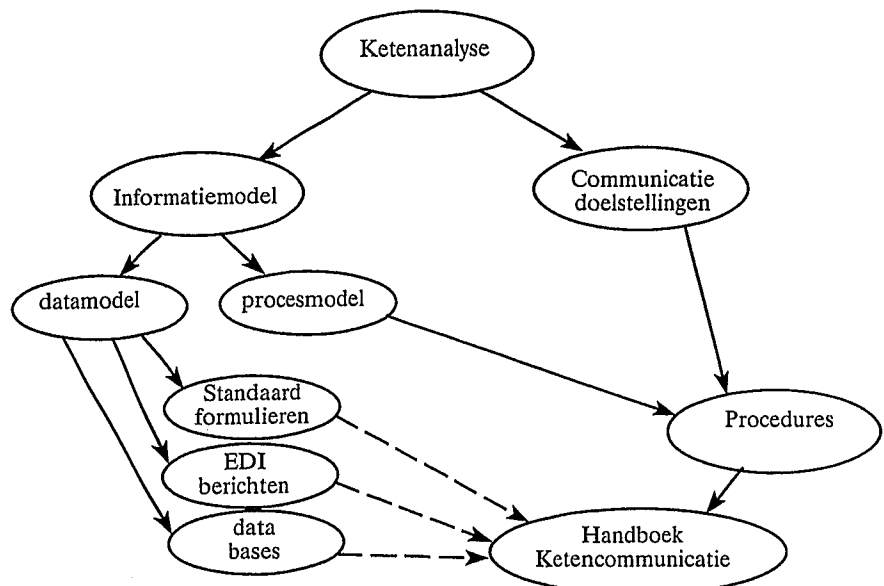 Ketenanalyse
Informatiemodel
Communicatie
doelstellingen
datamodel
procesmodel
Standaard
formulieren
Procedures
EDI
berichten
data
bases
Handboek
Ketencommunicatie